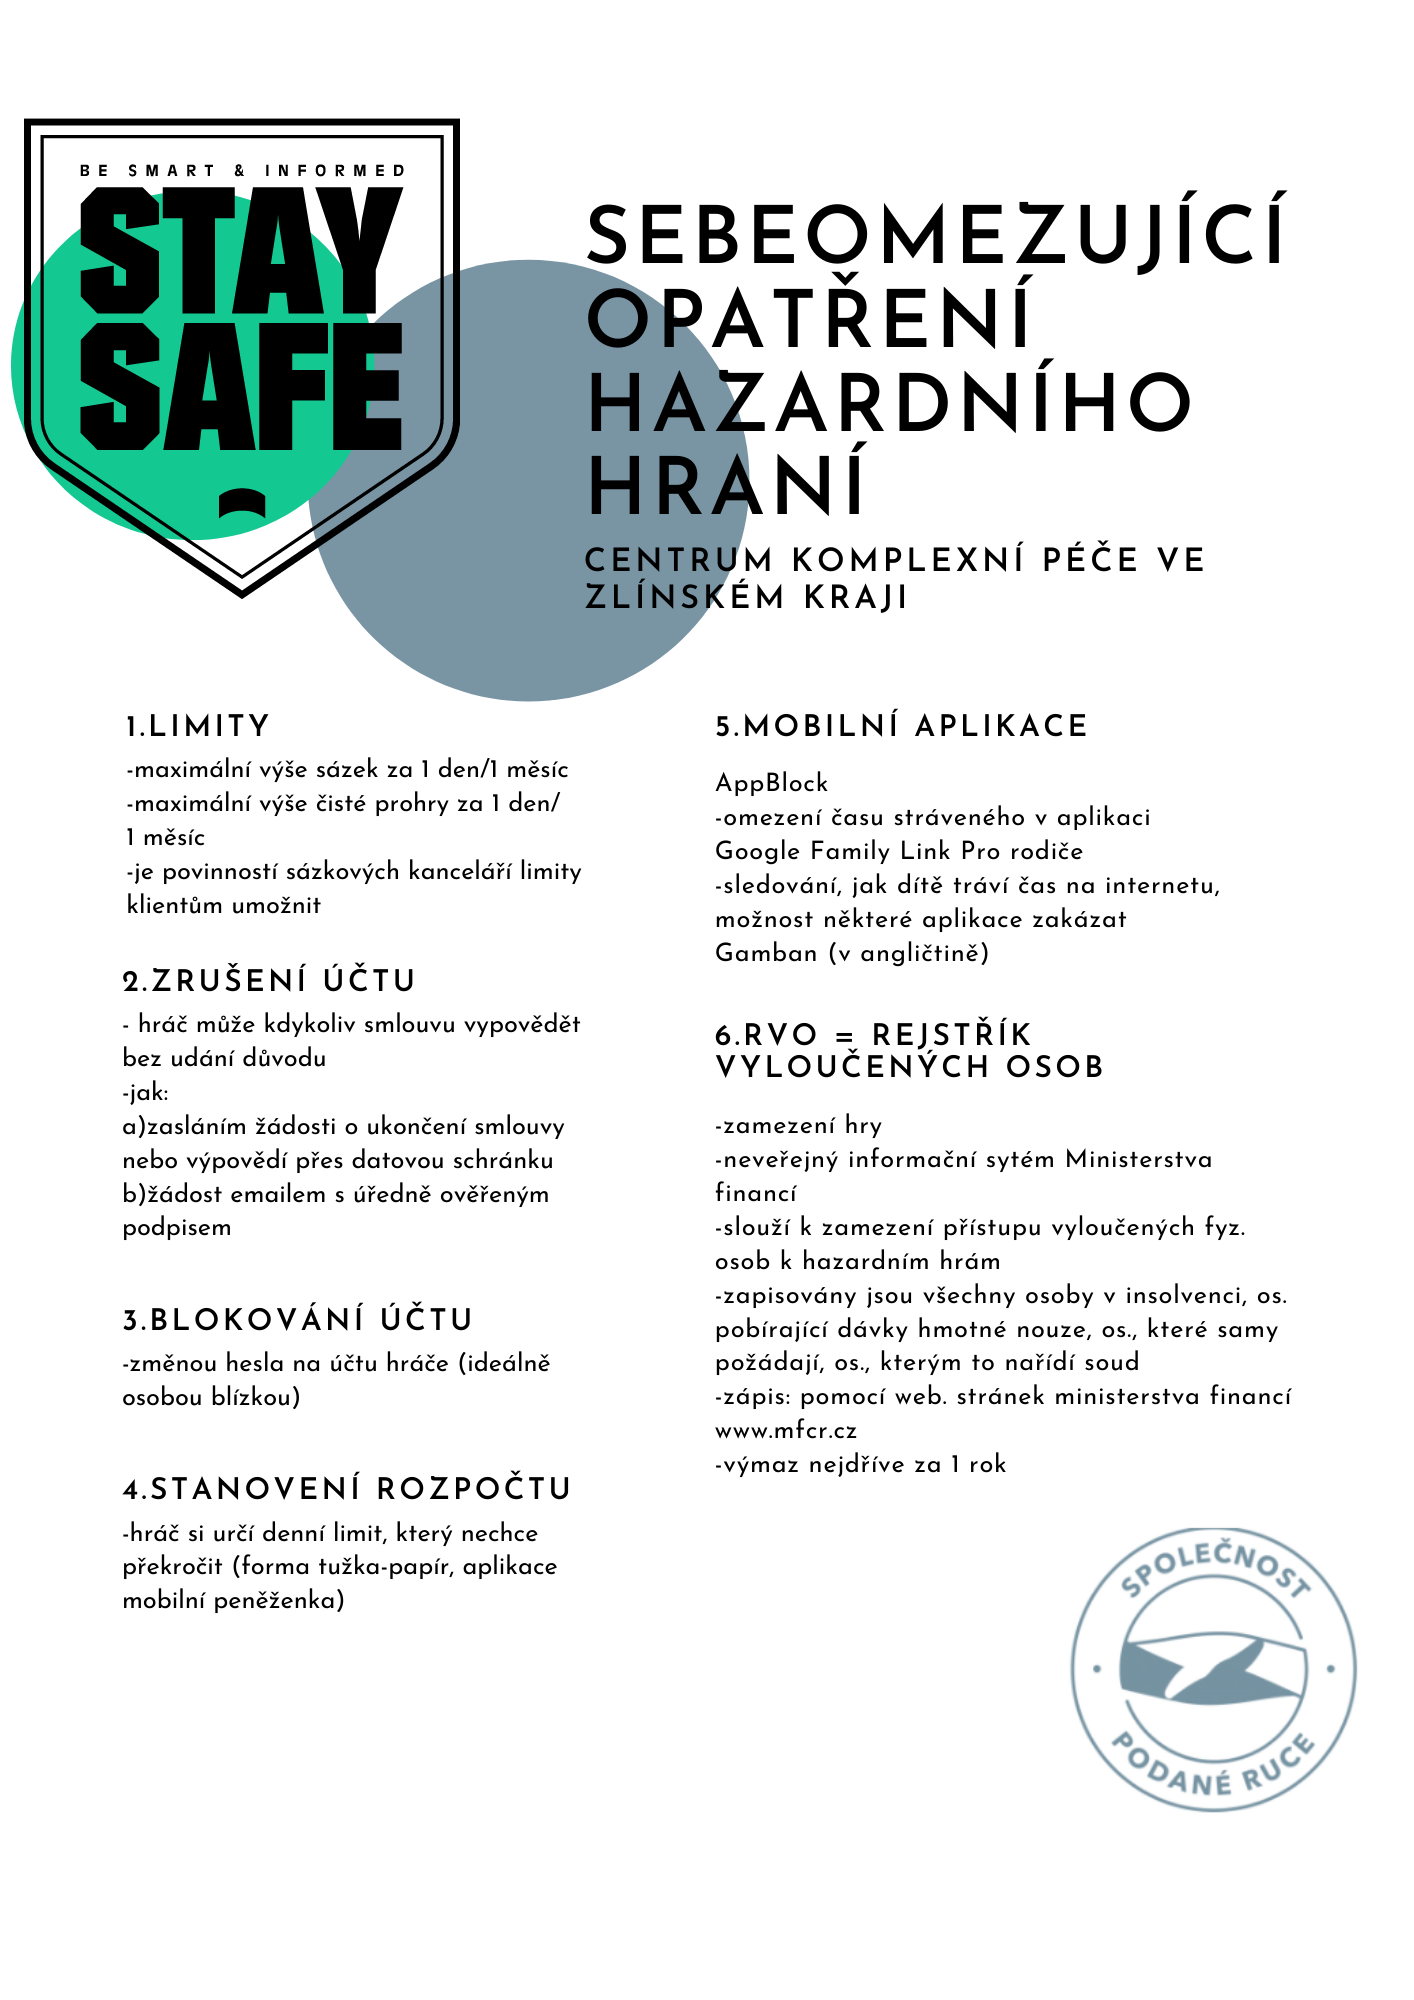 BE SMART & INFORMED
STAY
SAFE
SEBEOMEZUJÍCÍ
OPATŘENÍ
HAZARDNÍHO
HRANÍ
CENTRUM KOMPLEXNÍ PÉČE VE
ZLÍNSKÉM KRAJI
1.LIMITY
-maximální výše sázek za 1 den/1 měsíc
-maximální výše čisté prohry za 1 den/
1 měsíc
-je povinností sázkových kanceláří limity
klientům umožnit
2.ZRUŠENÍ ÚČTU
- hráč může kdykoliv smlouvu vypovědět
bez udání důvodu
-jak:
a)zasláním žádosti o ukončení smlouvy
nebo výpovědí přes datovou schránku
b)žádost emailem s úředně ověřeným
podpisem
3.BLOKOVÁNÍ ÚČTU
-změnou hesla na účtu hráče (ideálně
osobou blízkou)
4.STANOVENÍ ROZPOČTU
-hráč si určí denní limit, který nechce
překročit (forma tužka-papír, aplikace
mobilní peněženka)
5.MOBILNÍ APLIKACE
AppBlock
-omezení času stráveného v aplikaci
Google Family Link Pro rodiče
-sledování, jak dítě tráví čas na internetu,
možnost některé aplikace zakázat
Gamban (v angličtině)
6.RVO = REJSTŘÍK
VYLOUČENÝCH OSOB
-zamezení hry
-neveřejný informační sytém Ministerstva
financí
-slouží k zamezení přístupu vyloučených fyz.
osob k hazardním hrám
-zapisovány jsou všechny osoby v insolvenci, os.
pobírající dávky hmotné nouze, os., které samy
požádají, os., kterým to nařídí soud
-zápis: pomocí web. stránek ministerstva financí
www.mfcr.cz
-výmaz nejdříve za 1 rok
SPOLEČNOST
PODANÉ RUCE